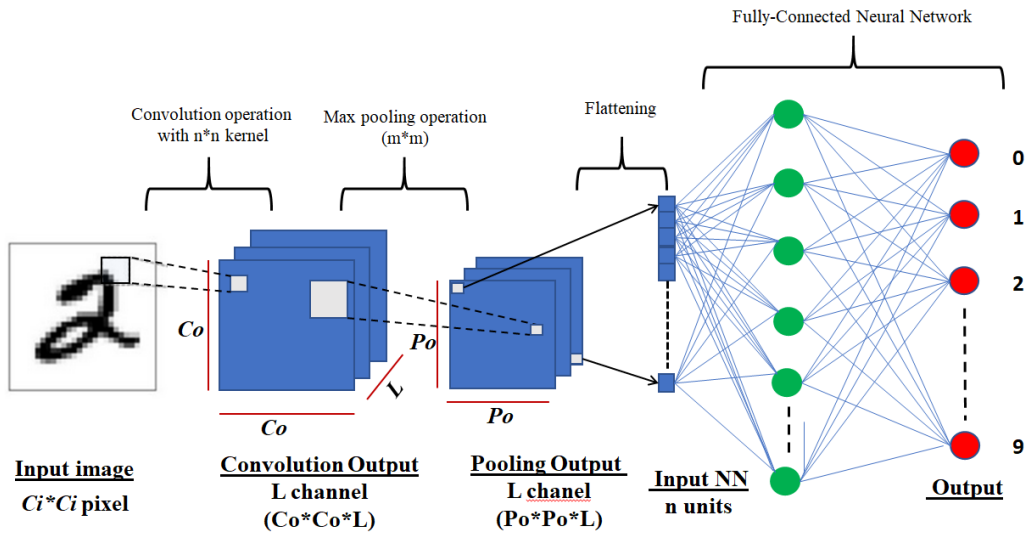 Fully-Connected Neural Network
Convolution operation
with n*n kernel
Max pooling operation
(m*m)
Flattening
0
1
2
9
Co
Co
L
Po
Po
Input image
Ci*Ci pixel
Convolution Output
L channel
(Co*Co*L)
Pooling Output
L chanel
(Po*Po*L)
Input NN
n units
Output